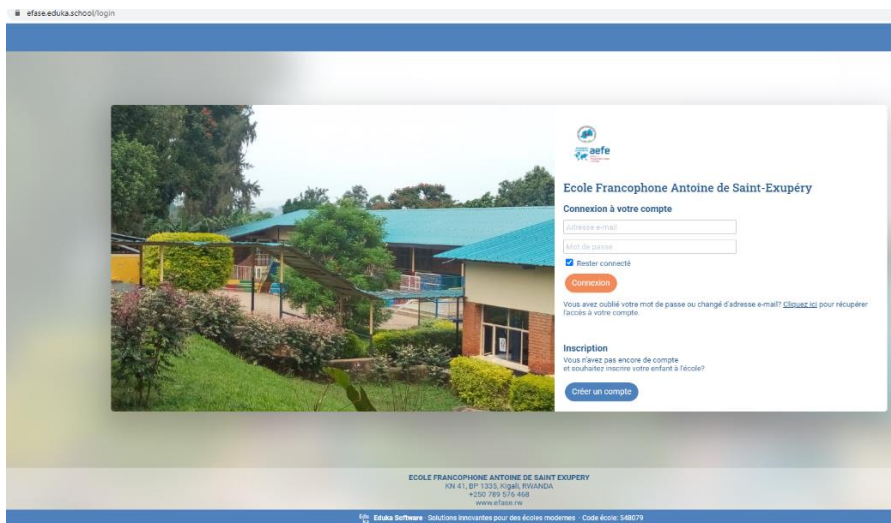 efase.eduka.school/login
aefe
Ecole Francophone Antoine de Saint-Exupéry
Connexion à votre compte
Adresse e-mail
Mot de passe
Rester connecté
Connexion
Vous avez oublié votre mot de passe ou changé d'adresse e-mail? Cliquez ici pour récupérer
l'accès à votre compte.
Inscription
Vous n'avez pas encore de compte
et souhaitez inscrire votre enfant à l'école?
Créer un compte
ECOLE FRANCOPHONE ANTOINE DE SAINT EXUPERY
KN 41, BP 1335, Kigali, RWANDA
+250 789 576 468
www.efase.rw
Eduka Software - Solutions innovantes pour des écoles modernes - Code école: 548079